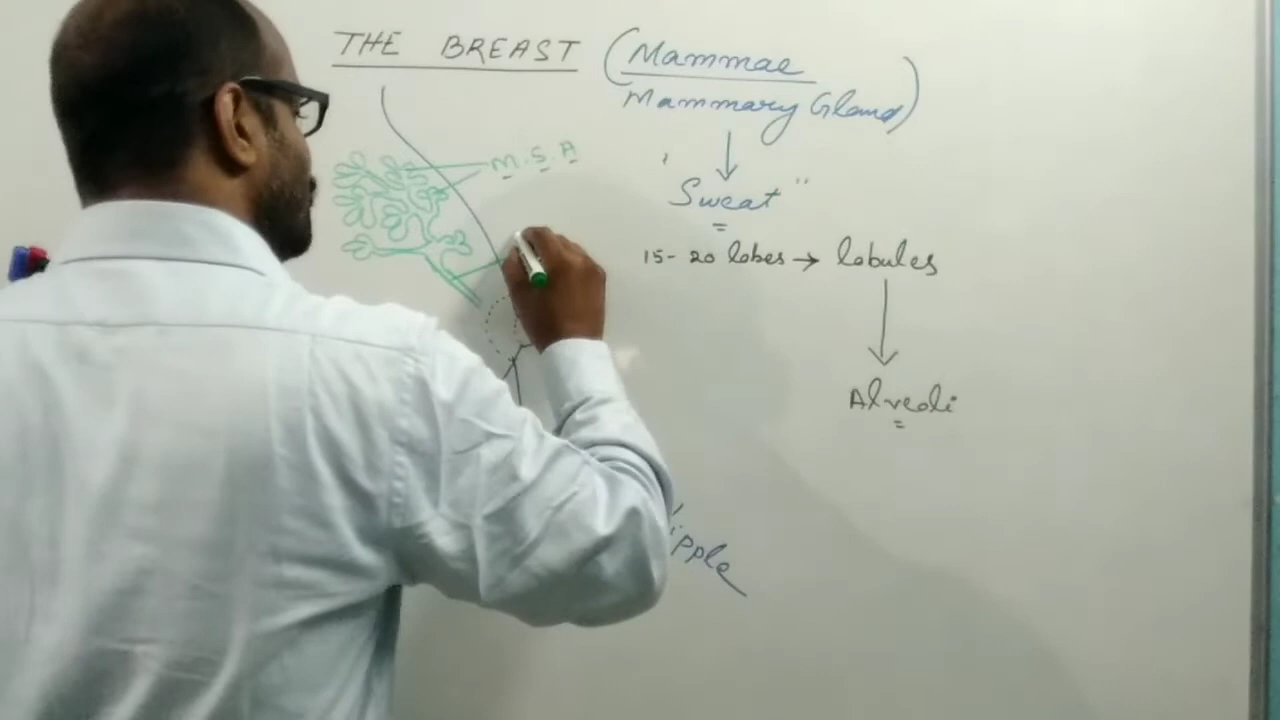 THE BREAST (Mammae
Mammary Gland)
M.S.A
"Sweat"
15-20 lobes → lobules
Alveoli
ipple